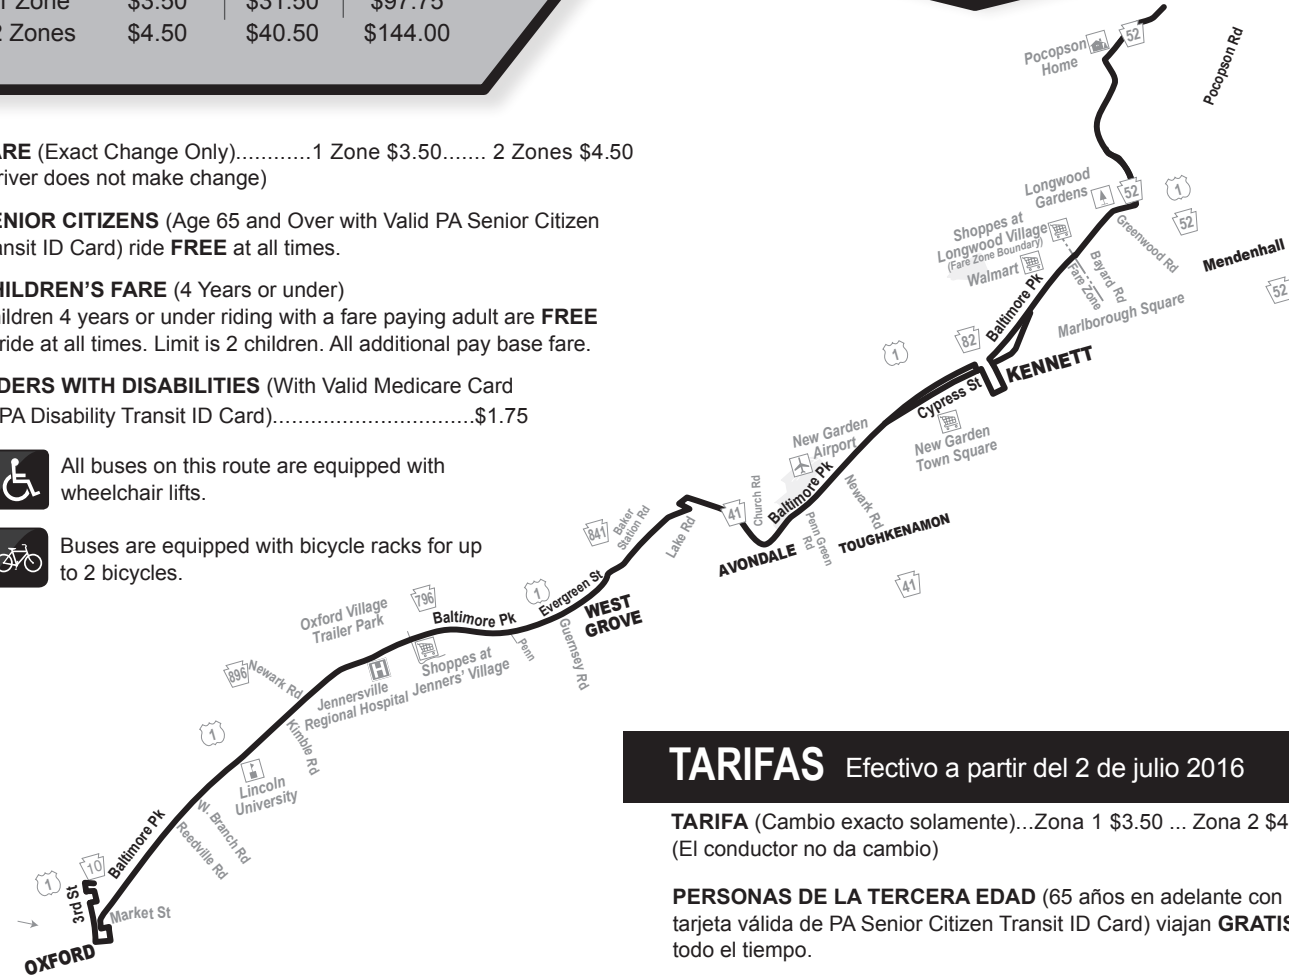 1 Zone $3.50 $31.50 $97.75
2 Zones $4.50 $40.50 $144.00
ARE (Exact Change Only)............1 Zone $3.50....... 2 Zones $4.50
river does not make change)
ENIOR CITIZENS (Age 65 and Over with Valid PA Senior Citizen
ansit ID Card) ride FREE at all times.
HILDREN'S FARE (4 Years or under)
ildren 4 years or under riding with a fare paying adult are FREE
ride at all times. Limit is 2 children. All additional pay base fare.
DERS WITH DISABILITIES (With Valid Medicare Card
PA Disability Transit ID Card)................................$1.75
All buses on this route are equipped with
wheelchair lifts.
Buses are equipped with bicycle racks for up
to 2 bicycles.
Pocopson
Home
52
Pocopson Rd
Longwood
Gardens
52
1
52
Shoppes at
Longwood Village
(Fare Zone Boundary)
Walmart
Greenwood Rd
Bayard Rd
Fare Zone
Mendenhall
52
Marlborough Square
Baltimore Pk
82
1
KENNETT
Cypress St
New Garden
Town Square
New Garden
Airport
Baltimore Pk
Church Rd
41
Newark Rd
Penn Green
Rd
TOUGHKENAMON
AVONDALE
41
Lake Rd
Baker
Station Rd
841
Evergreen St
1
WEST
GROVE
Guernsey Rd
Penn
Baltimore Pk
796
Oxford Village
Trailer Park
Shoppes at
Jenners' Village
Jennersville
Regional Hospital
896
Newark Rd
Kimble Rd
1
Lincoln
University
W. Branch Rd
Reedville Rd
Baltimore Pk
10
1
3rd St
Market St
OXFORD
TARIFAS Efectivo a partir del 2 de julio 2016
TARIFA (Cambio exacto solamente)...Zona 1 $3.50 ... Zona 2 $4
(El conductor no da cambio)
PERSONAS DE LA TERCERA EDAD (65 años en adelante con
tarjeta válida de PA Senior Citizen Transit ID Card) viajan GRATIS
todo el tiempo.